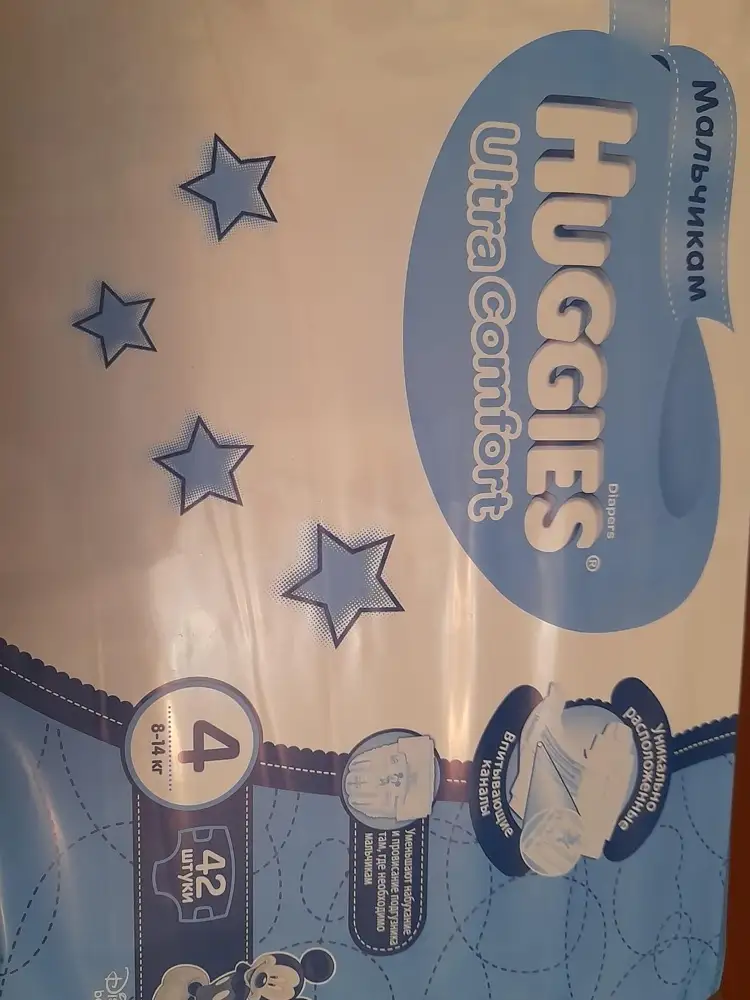 Мальчикам
HUGGIES®
Diapers
Ultra Comfort
Уникально
расположенные
Впитывающие
каналы
Уменьшают набухание
и провисание подгузника
там, где необходимо
мальчикам
4
8-14 кг
42
штуки